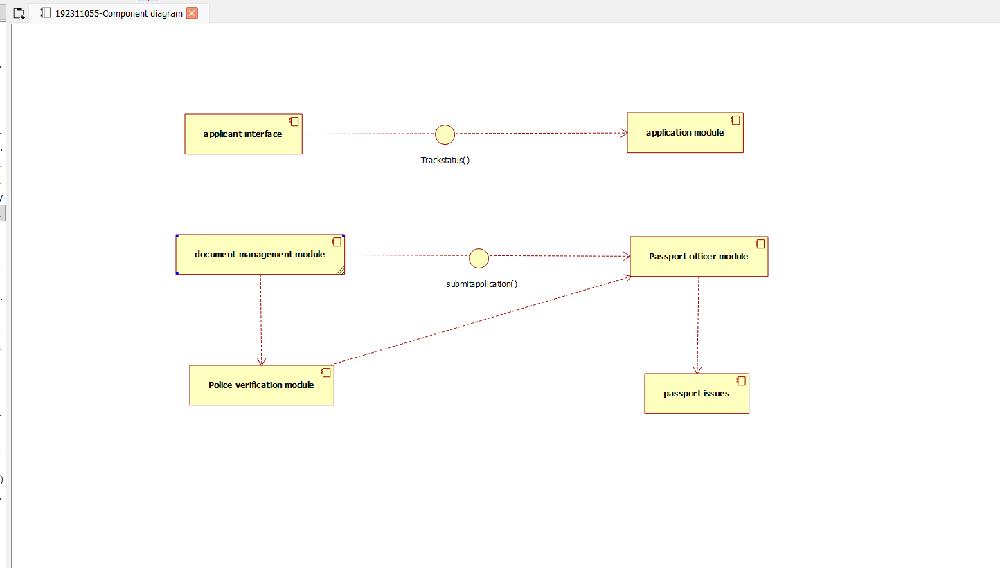 192311055-Component diagram
applicant interface
application module
Trackstatus()
document management module
Passport officer module
submitapplication()
Police verification module
passport issues